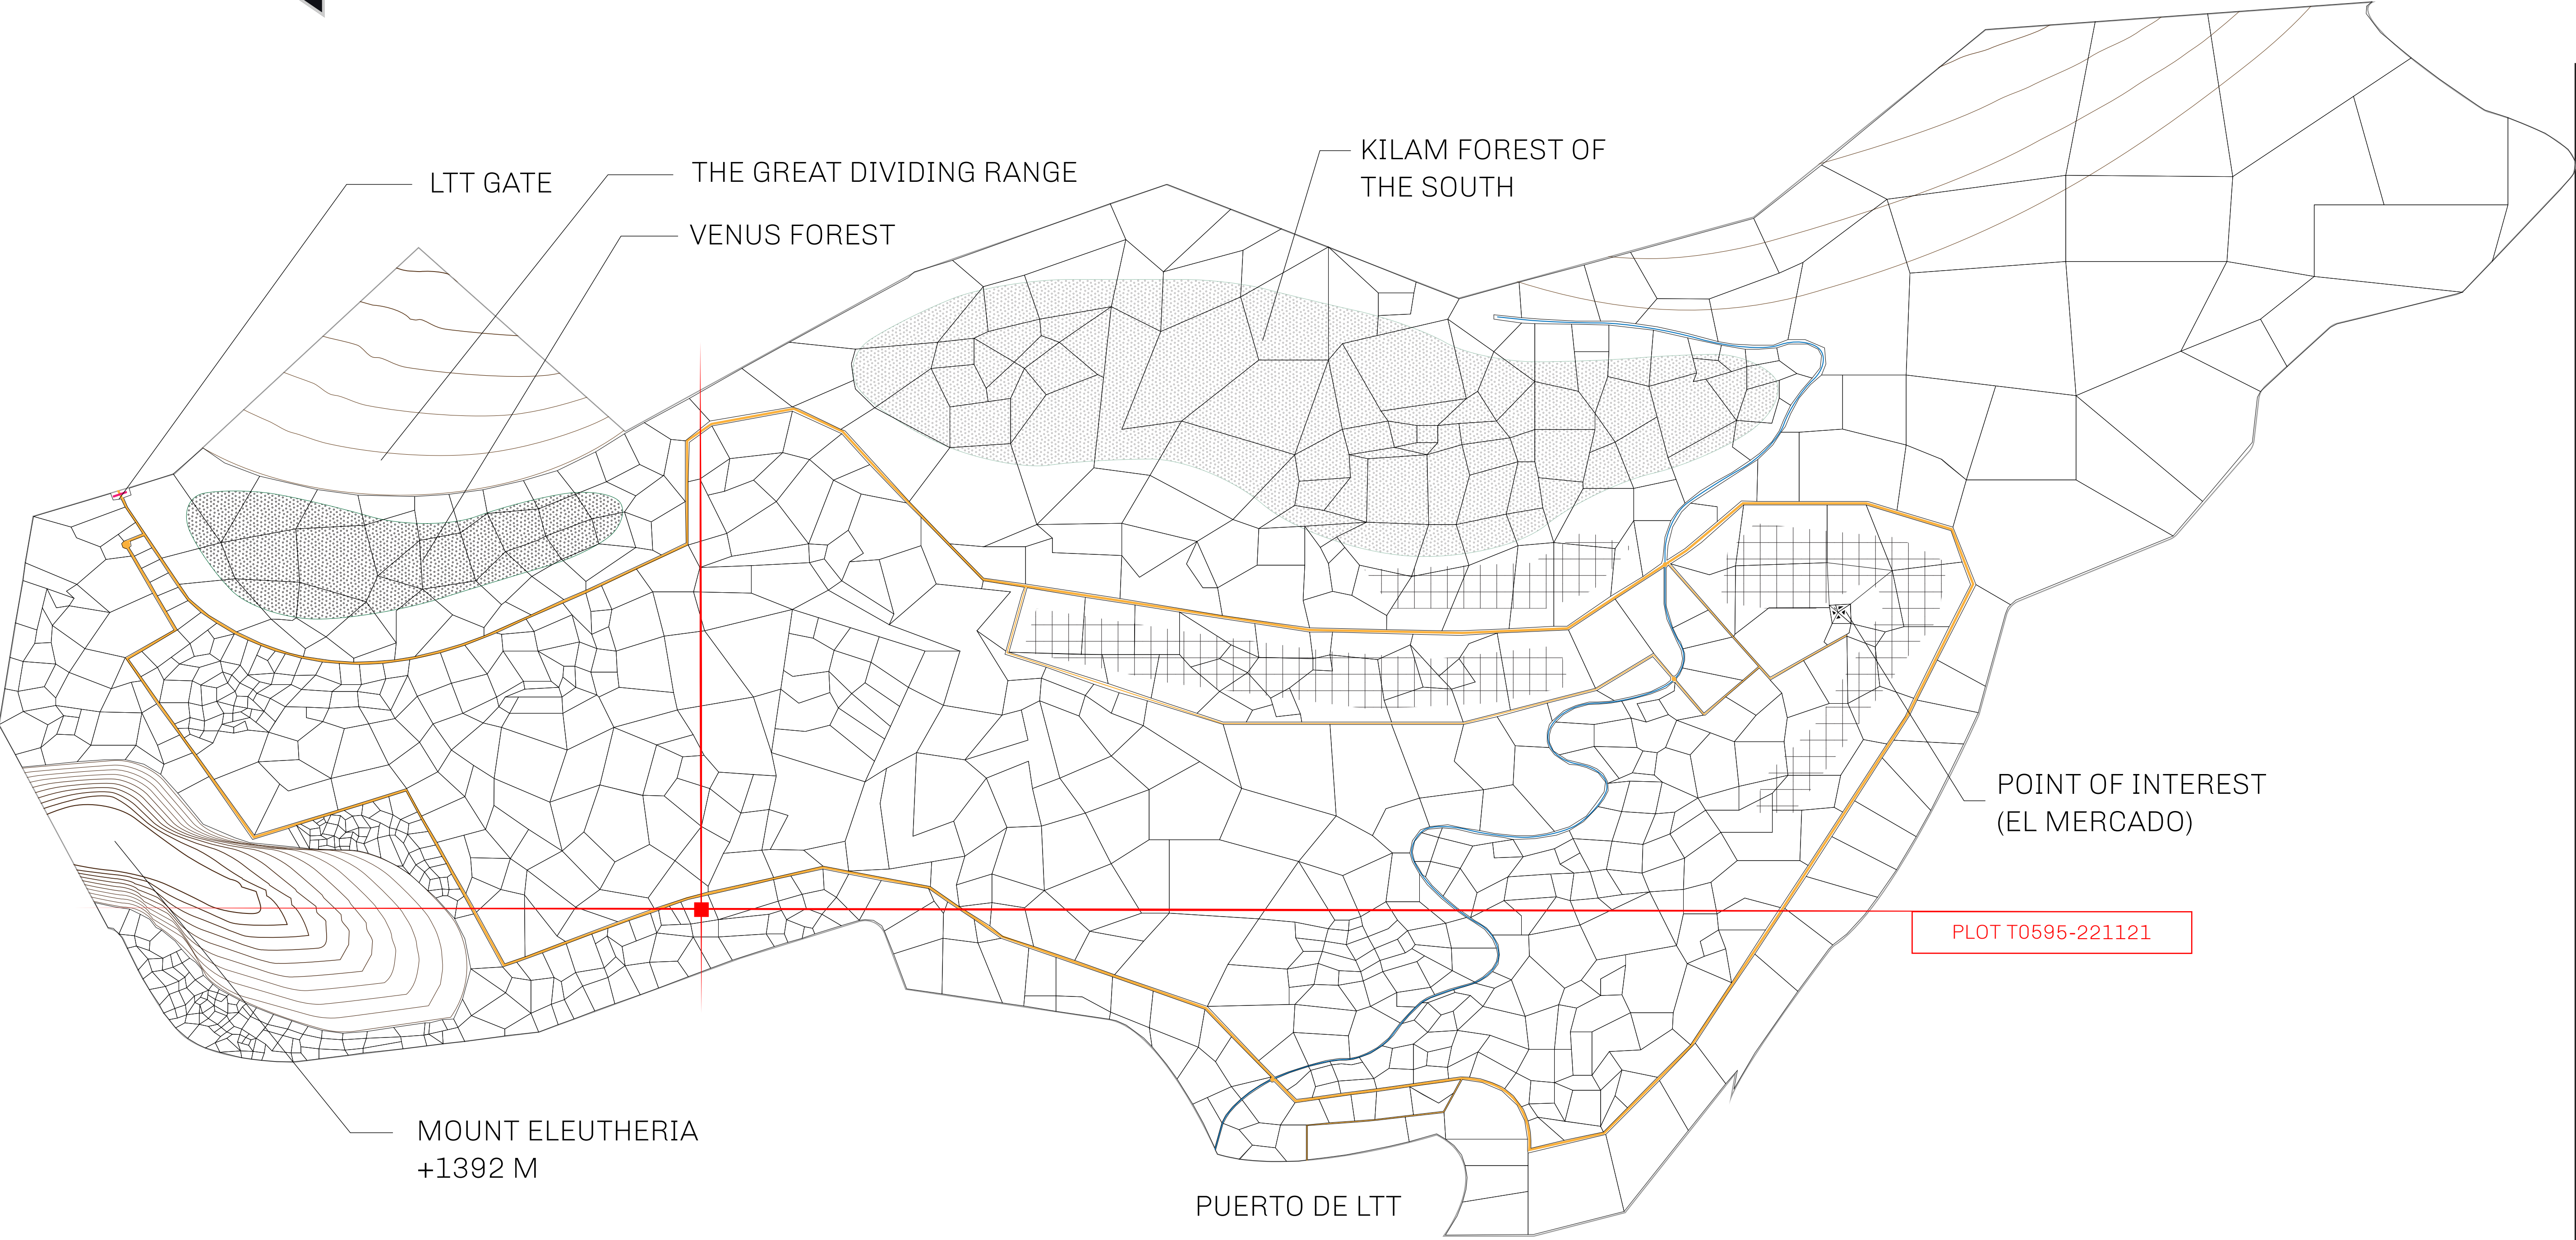 KILAM FOREST OF
THE SOUTH
THE GREAT DIVIDING RANGE
LTT GATE
VENUS FOREST
POINT OF INTEREST
(EL MERCADO)
PLOT T0595-221121
MOUNT ELEUTHERIA
+1392 M
PUERTO DE LTT